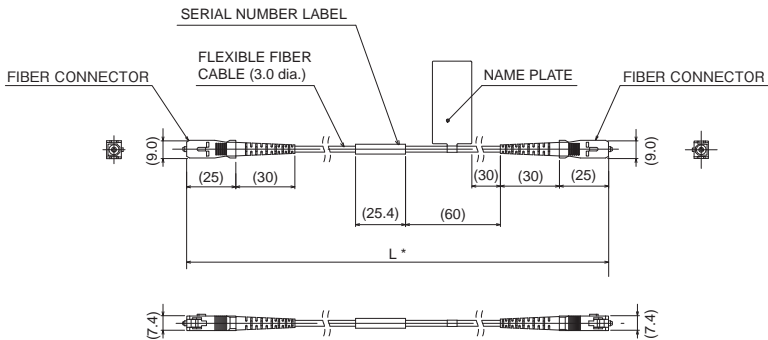 SERIAL NUMBER LABEL
FLEXIBLE FIBER
CABLE (3.0 dia.)
NAME PLATE
FIBER CONNECTOR
FIBER CONNECTOR
(9.0)
(9.0)
(25)
(30)
(30)
(30)
(25)
(25.4)
(60)
L *
(7.4)
(7.4)